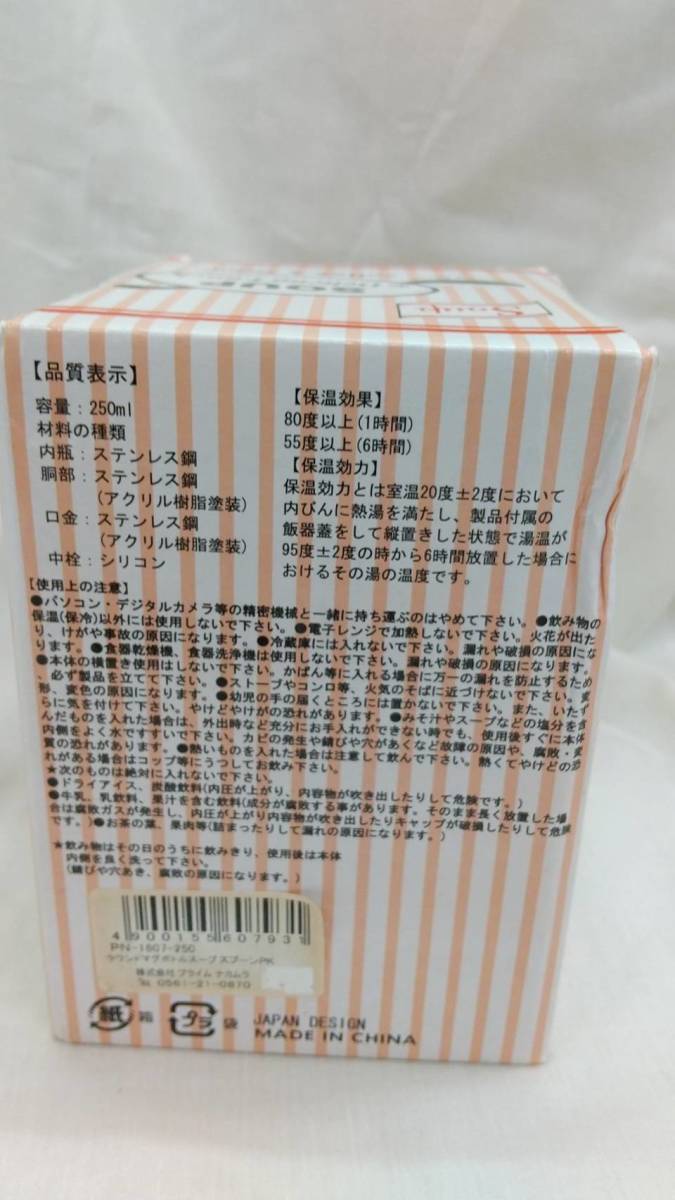 Soup
【品質表示】
容量：250ml
材料の種類
内瓶：ステンレス鋼
胴部：ステンレス鋼
(アクリル樹脂塗装)
口金：ステンレス鋼
(アクリル樹脂塗装)
中栓：シリコン
【保温効果】
80度以上(1時間)
55度以上(6時間)
【保温効力】
保温効力とは室温20度±2度において
内びんに熱湯を満たし、製品付属の
飯器蓋をして縦置きした状態で湯温が
95度±2度の時から6時間放置した場合に
おけるその湯の温度です。
【使用上の注意】
●パソコン・デジタルカメラ等の精密機械と一緒に持ち運ぶのはやめて下さい。●飲み物の
保温(保冷)以外には使用しないで下さい。●電子レンジで加熱しないで下さい。火花が出た
り、けがや事故の原因になります。●冷蔵庫には入れないで下さい。漏れや破損の原因にな
ります。●食器乾燥機、食器洗浄機は使用しないで下さい。漏れや破損の原因になります。
●本体の横置き使用はしないで下さい。かばん等に入れる場合に万一の漏れを防止するため
、必ず製品を立てて下さい。●ストーブやコンロ等、火気のそばに近づけないで下さい。変
形、変色の原因になります。●幼児の手の届くところには置かないで下さい。また、いたず
らに気を付けて下さい。やけどやけがの恐れがあります。●みそ汁やスープなどの塩分を含
んだものを入れた場合は、外出時など充分にお手入れができない時でも、使用後すぐに本体
内側をよく水ですすいで下さい。カビの発生や錆びや穴があくなど故障の原因や、腐敗・変
質の恐れがあります。●熱いものを入れた場合は注意して飲んで下さい。熱くてやけどの恐
れがある場合はコップ等にうつしてお飲み下さい。
★次のものは絶対に入れないで下さい。
●ドライアイス、炭酸飲料(内圧が上がり、内容物が吹き出したりして危険です。)
●牛乳、乳飲料、果汁を含む飲料(成分が腐敗する事があります。そのまま長く放置した場
合は腐敗ガスが発生し、内圧が上がり内容物が吹き出したりキャップが破損したりして危険
です。)●お茶の葉、果肉等(詰まったりして漏れの原因になります。)
★飲み物はその日のうちに飲みきり、使用後は本体
内側を良く洗って下さい。
(錆びや穴あき、腐敗の原因になります。)
4900155607931
PN-1607-250
ラウンドマグボトルスープスプーンPK
株式会社プライム ナカムラ
℡ 0561-21-0870
紙 箱 プラ 袋 JAPAN DESIGN
MADE IN CHINA